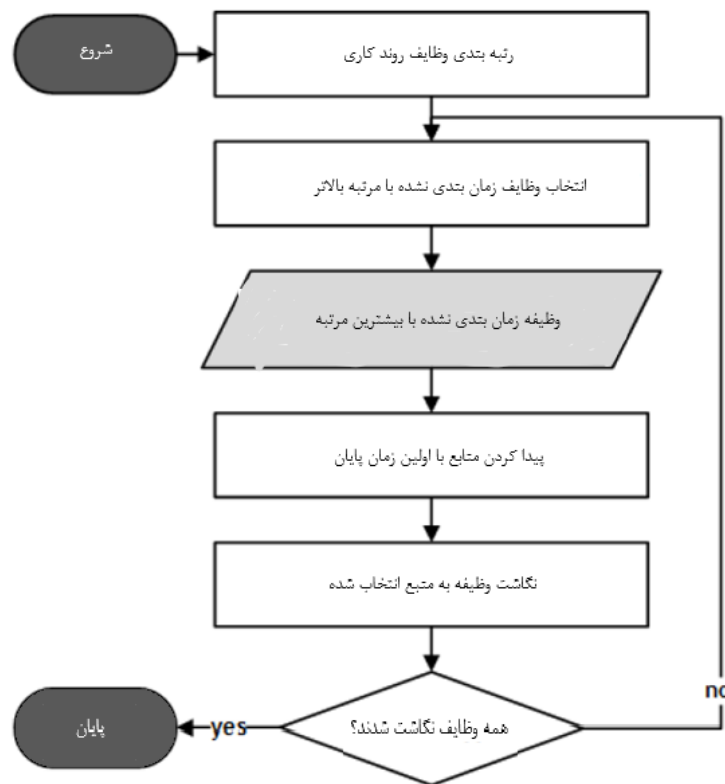 شروع
رتبه بندی وظایف روند کاری
انتخاب وظایف زمان بندی نشده با مرتبه بالاتر
وظیفه زمان بندی نشده با بیشترین مرتبه
پیدا کردن منابع با اولین زمان پایان
نگاشت وظیفه به منبع انتخاب شده
همه وظایف نگاشت شدند؟
no
yes
پایان